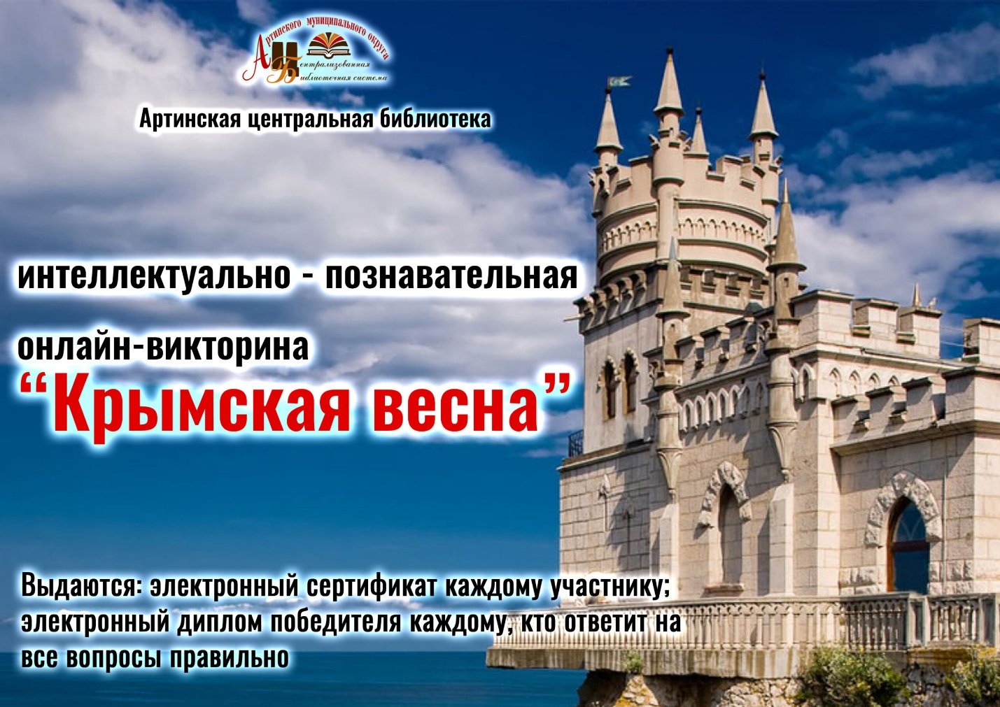 Артинского муниципального округа
Централизованная
Библиотечная система
Артинская центральная библиотека
интеллектуально - познавательная
онлайн-викторина
“Крымская весна”
Выдаются: электронный сертификат каждому участнику;
электронный диплом победителя каждому, кто ответит на
все вопросы правильно